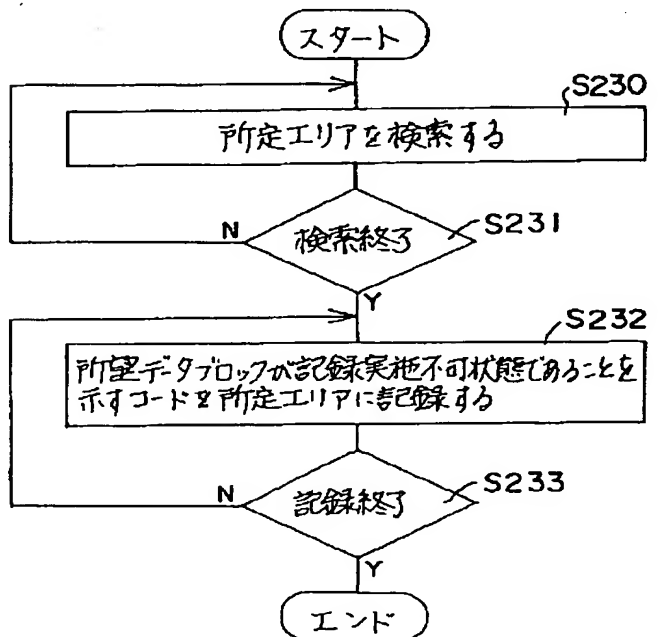 スタート
S230
所定エリアを検索する
N
検索終了
S231
Y
S232
所望データブロックが記録実施不可状態であることを
示すコードを所定エリアに記録する
N
記録終了
S233
Y
エンド